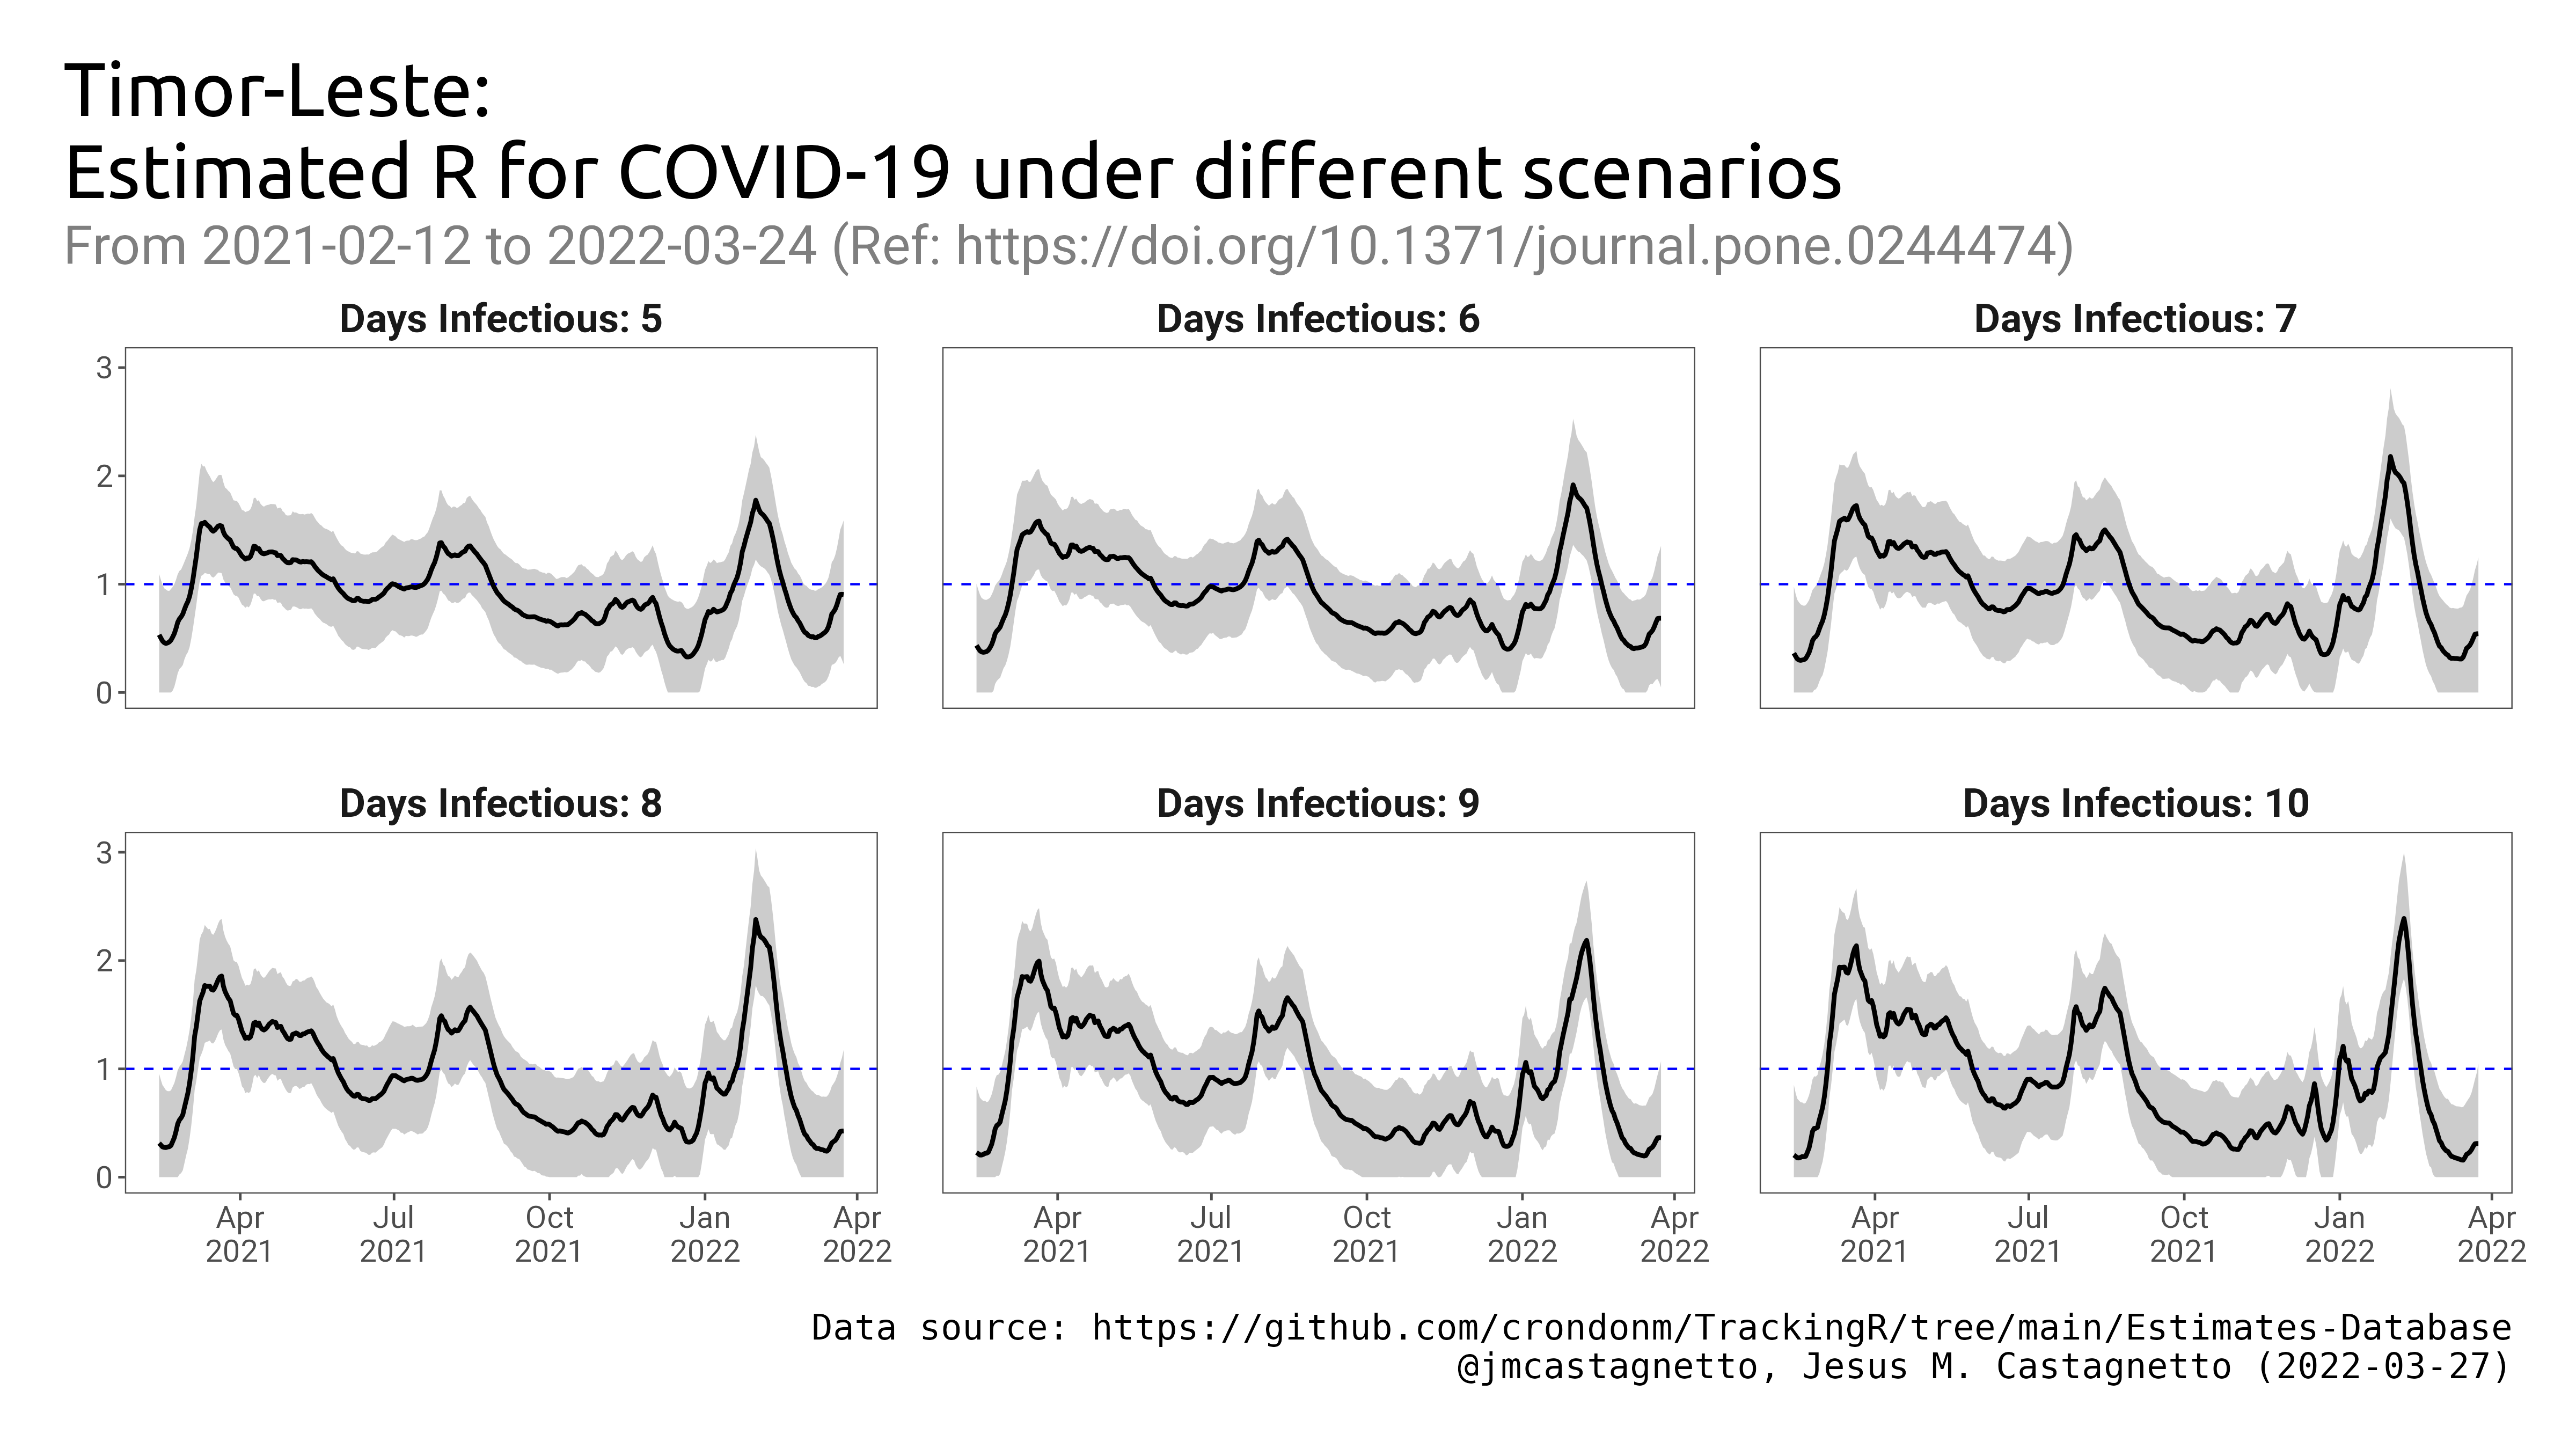 Timor-Leste:
Estimated R for COVID-19 under different scenarios
From 2021-02-12 to 2022-03-24 (Ref: https://doi.org/10.1371/journal.pone.0244474)
Days Infectious: 5
Days Infectious: 6
Days Infectious: 7
3
2
1
0
Days Infectious: 8
Days Infectious: 9
Days Infectious: 10
3
2
1
0
Apr Jul Oct Jan Apr
2021 2021 2021 2022 2022
Apr Jul Oct Jan Apr
2021 2021 2021 2022 2022
Apr Jul Oct Jan Apr
2021 2021 2021 2022 2022
Data source: https://github.com/crondonm/TrackingR/tree/main/Estimates-Database
@jmcastagnetto, Jesus M. Castagnetto (2022-03-27)